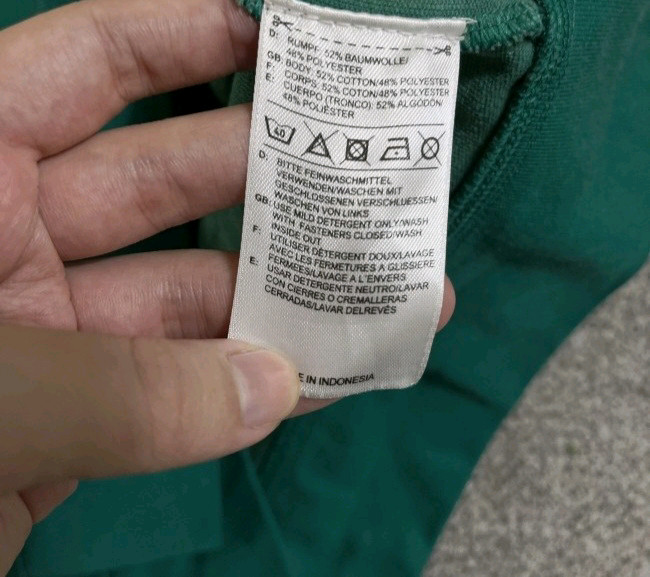 D: RUMPF: 52% BAUMWOLLE/
48% POLYESTER
GB: BODY: 52% COTTON/48% POLYESTER
F: CORPS: 52% COTON/48% POLYESTER
E: CUERPO (TRONCO): 52% ALGODÓN/
48% POLIÉSTER
40
D: BITTE FEINWASCHMITTEL
VERWENDEN/WASCHEN MIT
GESCHLOSSENEN VERSCHLUESSEN/
WASCHEN VON LINKS
GB: USE MILD DETERGENT ONLY/WASH
WITH FASTENERS CLOSED/WASH
INSIDE OUT
F: UTILISER DÉTERGENT DOUX/LAVAGE
AVEC LES FERMETURES A GLISSIERE
FERMÉES/LAVAGE A L'ENVERS
E: USAR DETERGENTE NEUTRO/LAVAR
CON CIERRES O CREMALLERAS
CERRADAS/LAVAR DELREVÉS
E IN INDONESIA